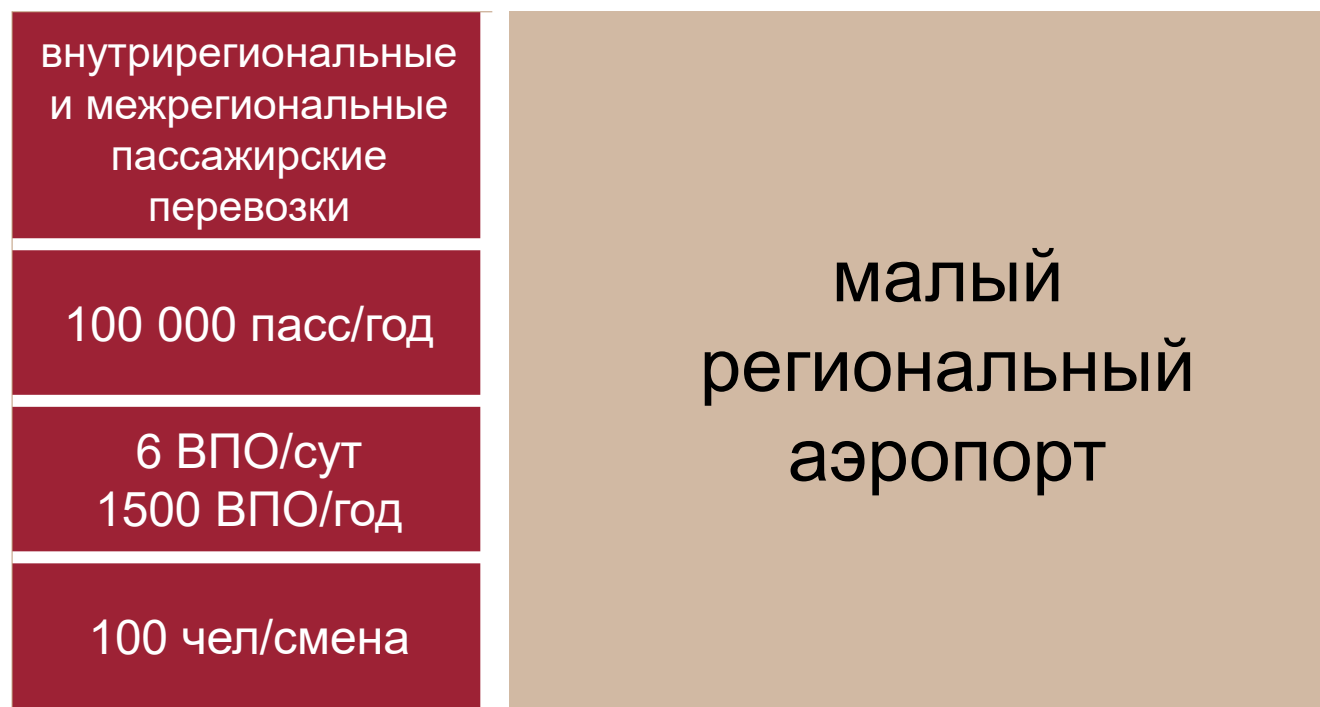 внутрирегиональные
и межрегиональные
пассажирские
перевозки
100 000 пасс/год
6 ВПО/сут
1500 ВПО/год
100 чел/смена
малый
региональный
аэропорт